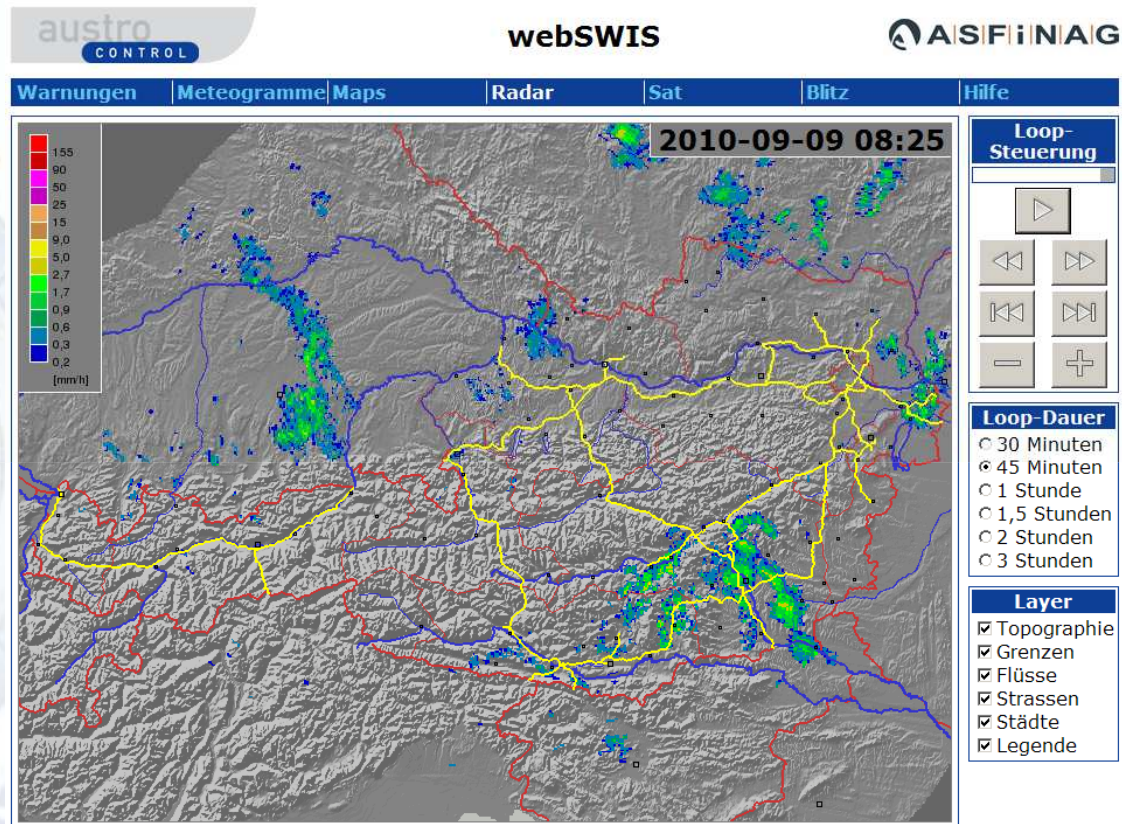 austro
CONTROL
webSWIS
ASFiNAG
Warnungen Meteogramme Maps Radar Sat Blitz Hilfe
2010-09-09 08:25
155
90
50
25
15
9,0
5,0
2,7
1,7
0,9
0,6
0,3
0,2
[mm/h]
Loop-
Steuerung
Loop-Dauer
30 Minuten
45 Minuten
1 Stunde
1,5 Stunden
2 Stunden
3 Stunden
Layer
Topographie
Grenzen
Flüsse
Strassen
Städte
Legende